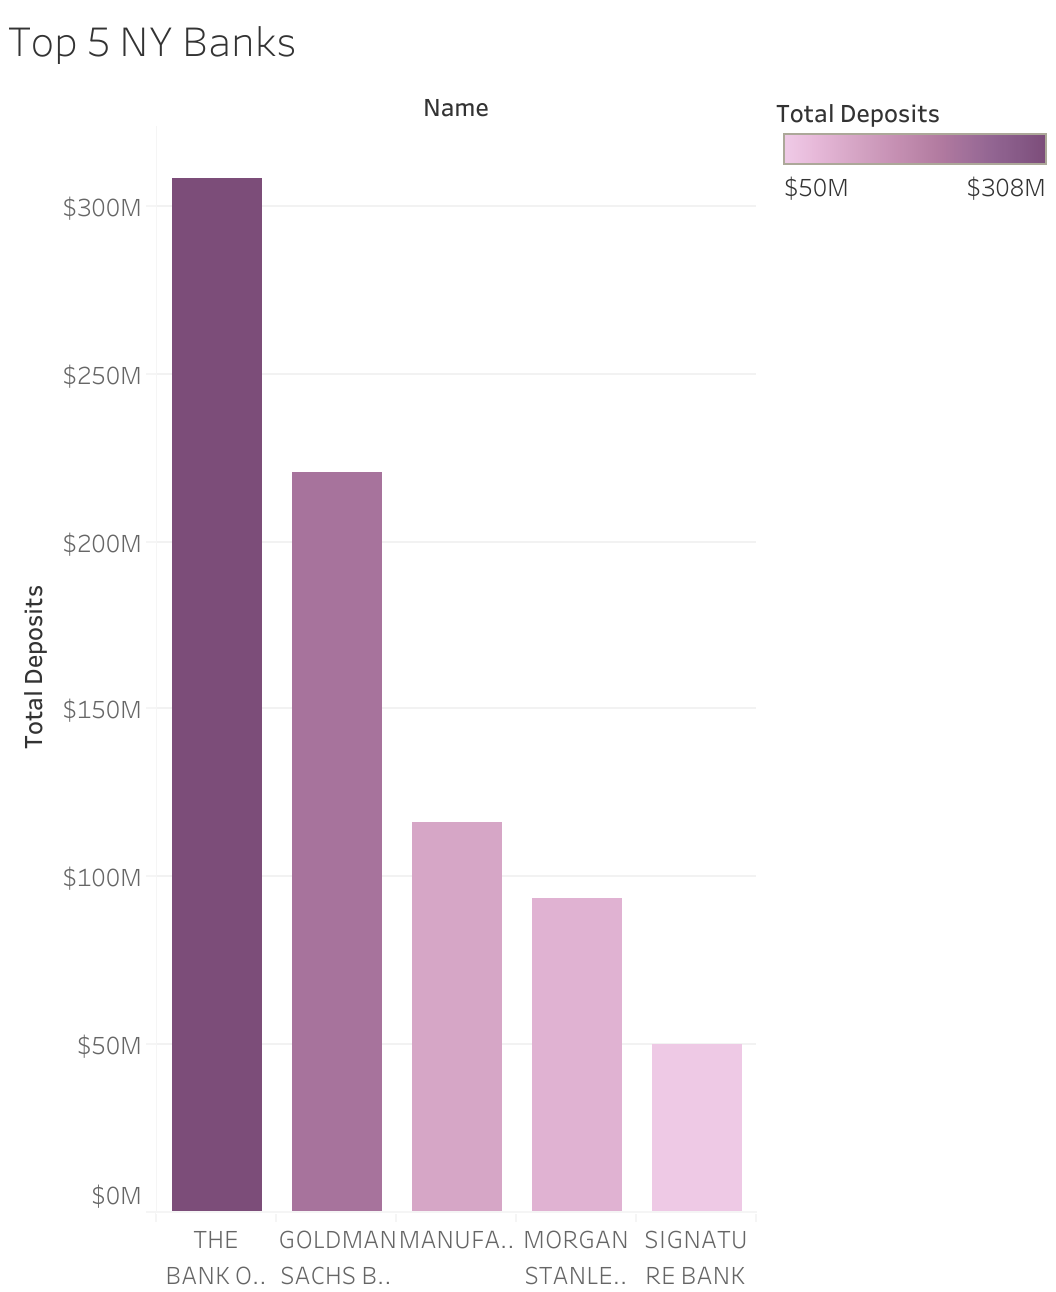 Top 5 NY Banks
Name
Total Deposits
$50M $308M
Total Deposits
$300M
$250M
$200M
$150M
$100M
$50M
$0M
THE
BANK O..
GOLDMAN
SACHS B..
MANUFA..
MORGAN
STANLE..
SIGNATU
RE BANK